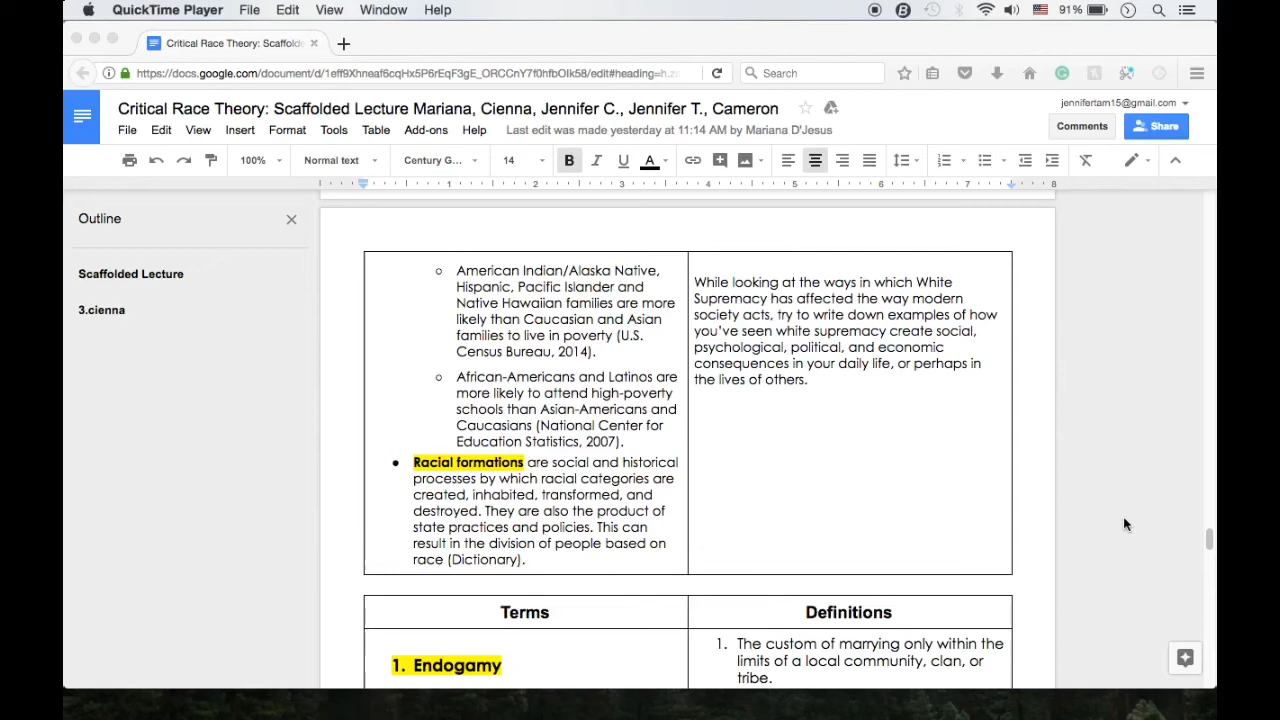 QuickTime Player File Edit View Window Help 91%
Critical Race Theory: Scaffolde
https://docs.google.com/document/d/1eff9Xhneaf6cqHx5P6rEqF3gE_ORCCnY7f0hfbOlk58/edit#heading=h.z Search
Critical Race Theory: Scaffolded Lecture Mariana, Cienna, Jennifer C., Jennifer T., Cameron
jennifertam15@gmail.com
File Edit View Insert Format Tools Table Add-ons Help Last edit was made yesterday at 11:14 AM by Mariana D'Jesus
Comments Share
100% Normal text Century G... 14 B I U A
1 2 3 4 5 6 7 8
Outline
Scaffolded Lecture
3.cienna
American Indian/Alaska Native,
Hispanic, Pacific Islander and
Native Hawaiian families are more
likely than Caucasian and Asian
families to live in poverty (U.S.
Census Bureau, 2014).
African-Americans and Latinos are
more likely to attend high-poverty
schools than Asian-Americans and
Caucasians (National Center for
Education Statistics, 2007).
Racial formations are social and historical
processes by which racial categories are
created, inhabited, transformed, and
destroyed. They are also the product of
state practices and policies. This can
result in the division of people based on
race (Dictionary).
While looking at the ways in which White
Supremacy has affected the way modern
society acts, try to write down examples of how
you've seen white supremacy create social,
psychological, political, and economic
consequences in your daily life, or perhaps in
the lives of others.
Terms
Definitions
1. Endogamy
1. The custom of marrying only within the
limits of a local community, clan, or
tribe.